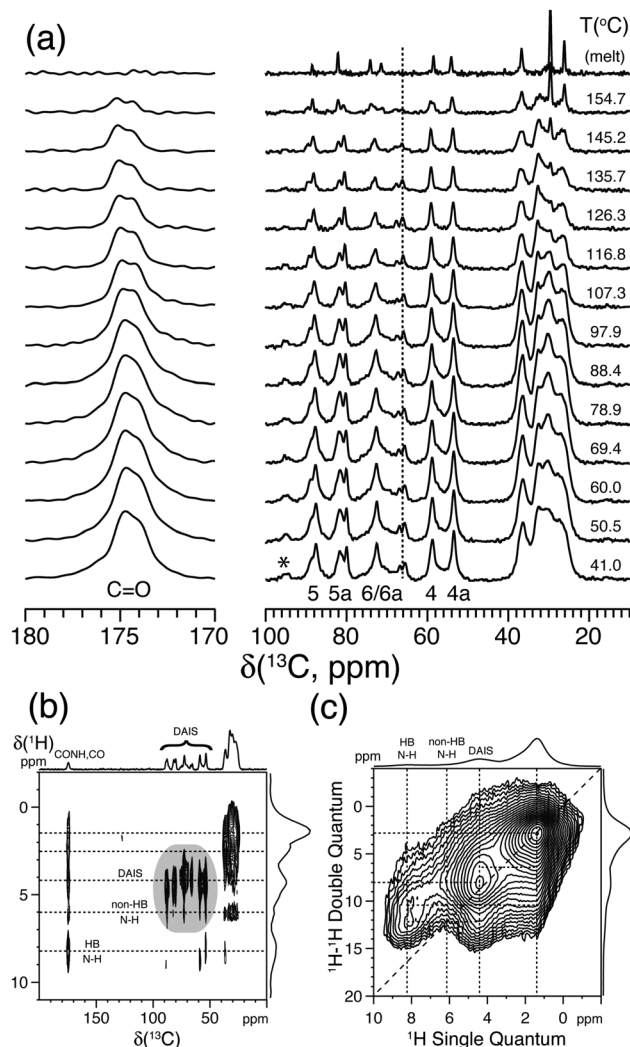 (a)
T(°C)
(melt)
154.7
145.2
135.7
126.3
116.8
107.3
97.9
88.4
78.9
69.4
60.0
50.5
41.0
C=O
*
5 5a 6/6a 4 4a
180 175 170
100 80 60 40 20
δ(¹³C, ppm)
(b)
δ(¹H)
ppm
CONH,CO
DAIS
0
5
10
DAIS
non-HB
N-H
HB
N-H
150 100 50 ppm
δ(¹³C)
(c)
ppm
HB
N-H
non-HB
N-H
DAIS
ppm
0
5
10
15
20
¹H-¹H Double Quantum
10 8 6 4 2 0
¹H Single Quantum